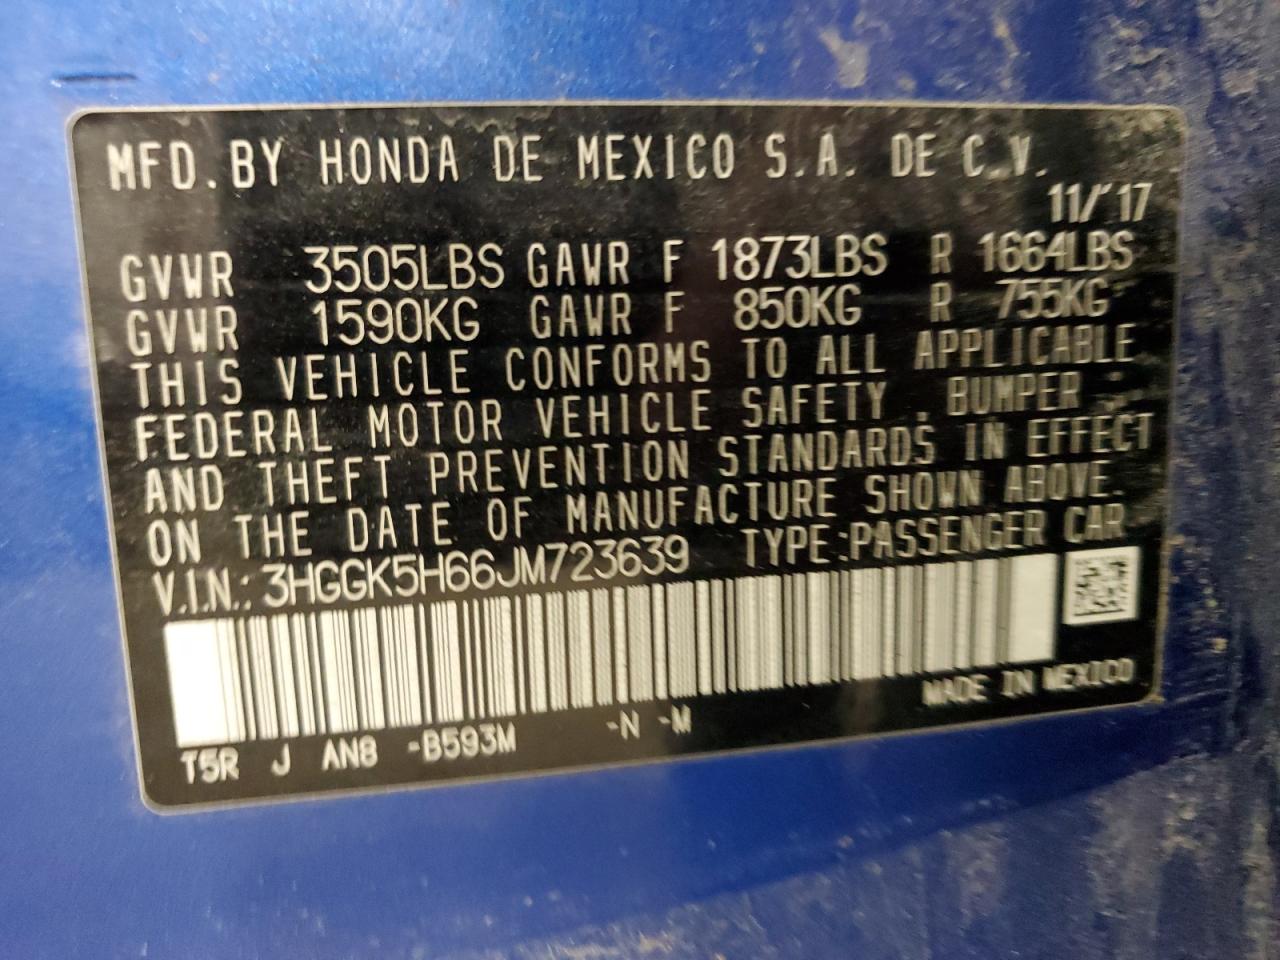 MFD. BY HONDA DE MEXICO S.A. DE C.V.
11/'17
GVWR 3505LBS GAWR F 1873LBS R 1664LBS
GVWR 1590KG GAWR F 850KG R 755KG
THIS VEHICLE CONFORMS TO ALL APPLICABLE
FEDERAL MOTOR VEHICLE SAFETY , BUMPER ,
AND THEFT PREVENTION STANDARDS IN EFFECT
ON THE DATE OF MANUFACTURE SHOWN ABOVE.
V.I.N.: 3HGGK5H66JM723639 TYPE:PASSENGER CAR
MADE IN MEXICO
T5R J AN8 -B593M -N -M